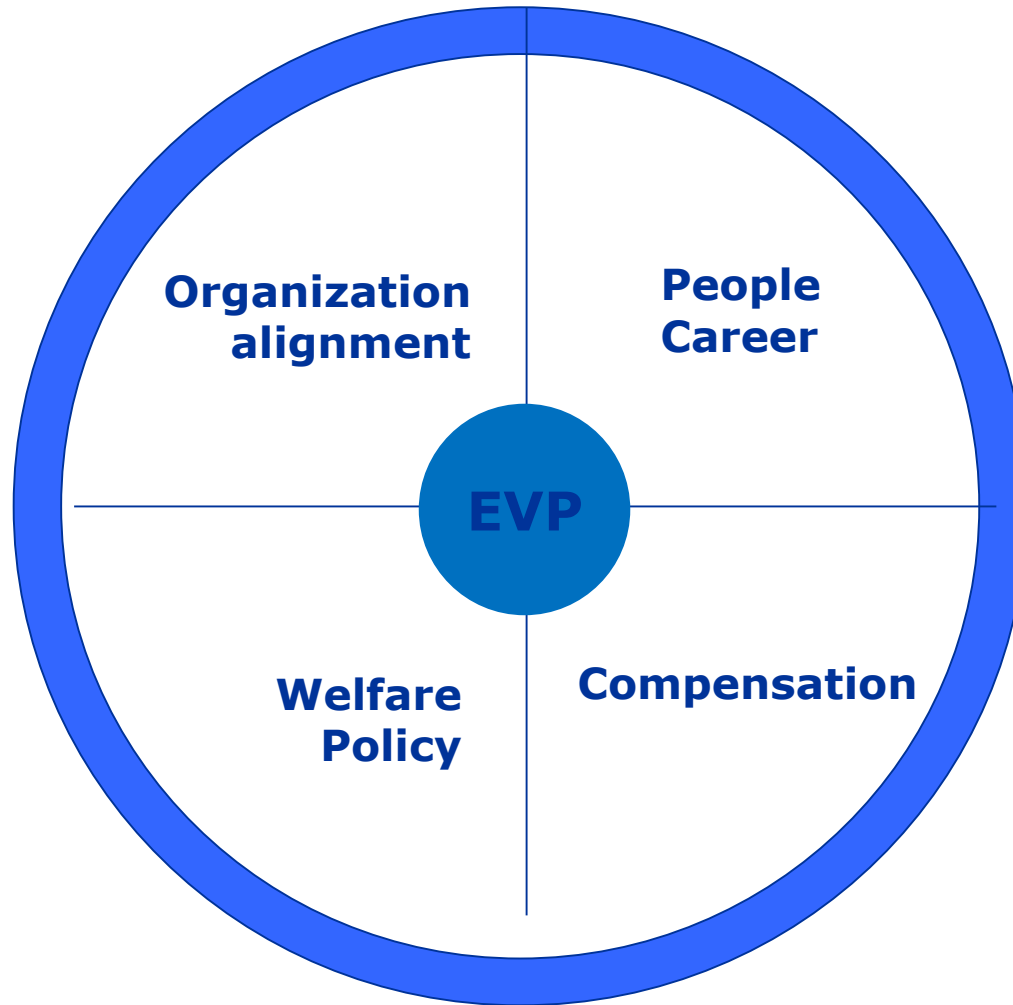 Organization
alignment
People
Career
EVP
Welfare
Policy
Compensation